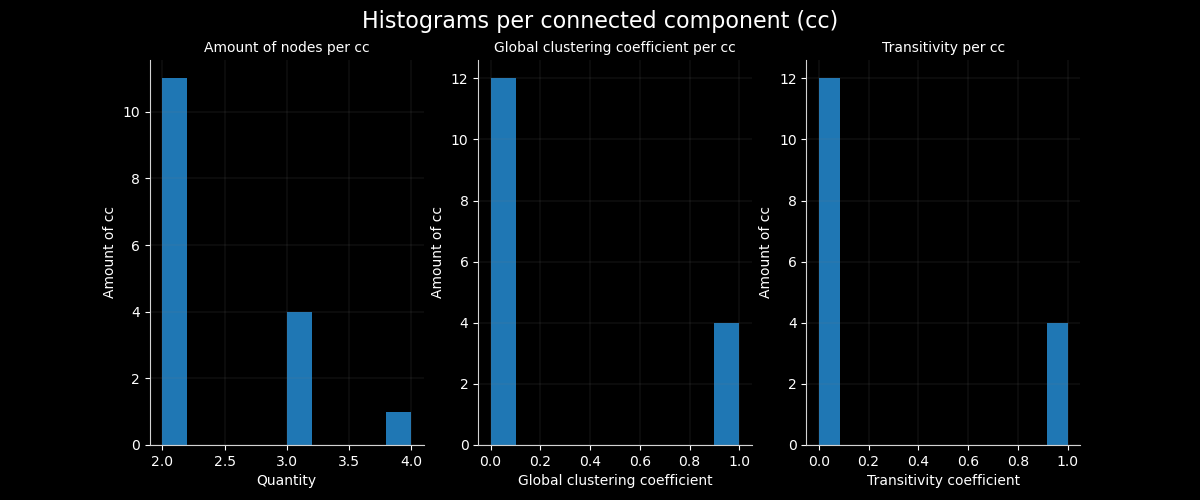 Histograms per connected component (cc)
Amount of nodes per cc
Global clustering coefficient per cc
Transitivity per cc
Amount of cc
10
8
6
4
2
0
2.0 2.5 3.0 3.5 4.0
Quantity
Amount of cc
12
10
8
6
4
2
0
0.0 0.2 0.4 0.6 0.8 1.0
Global clustering coefficient
Amount of cc
12
10
8
6
4
2
0
0.0 0.2 0.4 0.6 0.8 1.0
Transitivity coefficient